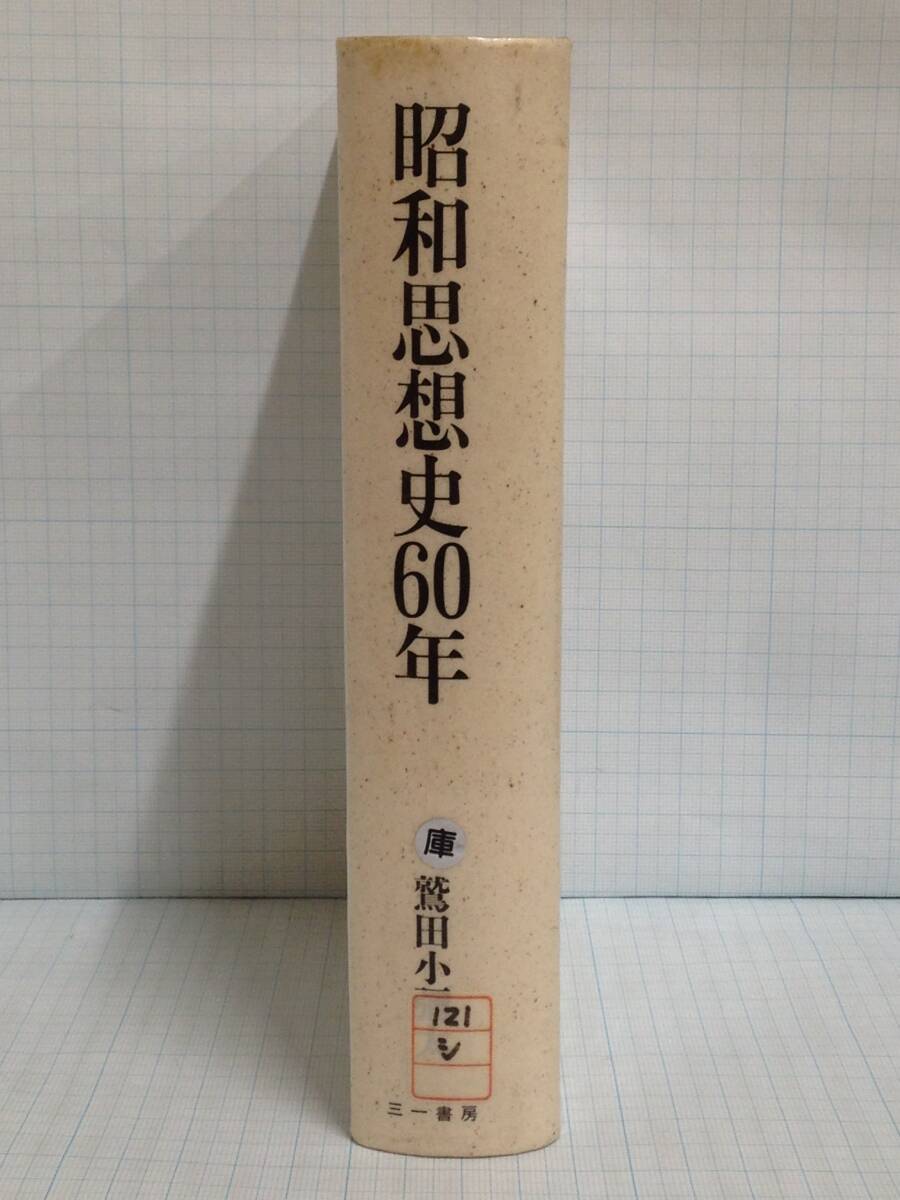 昭和思想史60年
庫
鷲田小
121
シ
三一書房